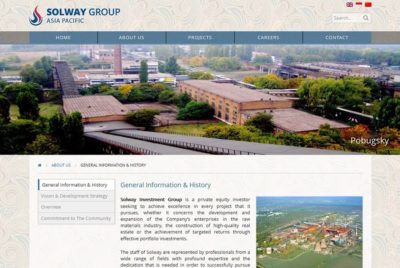 SOLWAY GROUP
ASIA PACIFIC
Search...
HOME
ABOUT US
PROJECTS
CAREERS
CONTACT
Pobugsky
ABOUT US
GENERAL INFORMATION & HISTORY
General Information & History
Vision & Development Strategy
Overview
Commitment to The Community
General Information & History
Solway Investment Group is a private equity investor
seeking to achieve excellence in every project that it
pursues, whether it concerns the development and
expansion of the Company's enterprises in the raw
materials industry, the construction of high-quality real
estate or the achievement of targeted returns through
effective portfolio investments.
The staff of Solway are represented by professionals from a
wide range of fields with profound expertise and the
dedication that is needed in order to successfully pursue